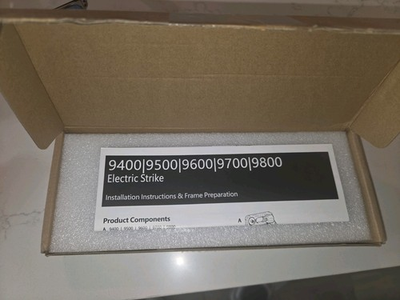 9400|9500|9600|9700|9800
Electric Strike
Installation Instructions & Frame Preparation
Product Components
A
A